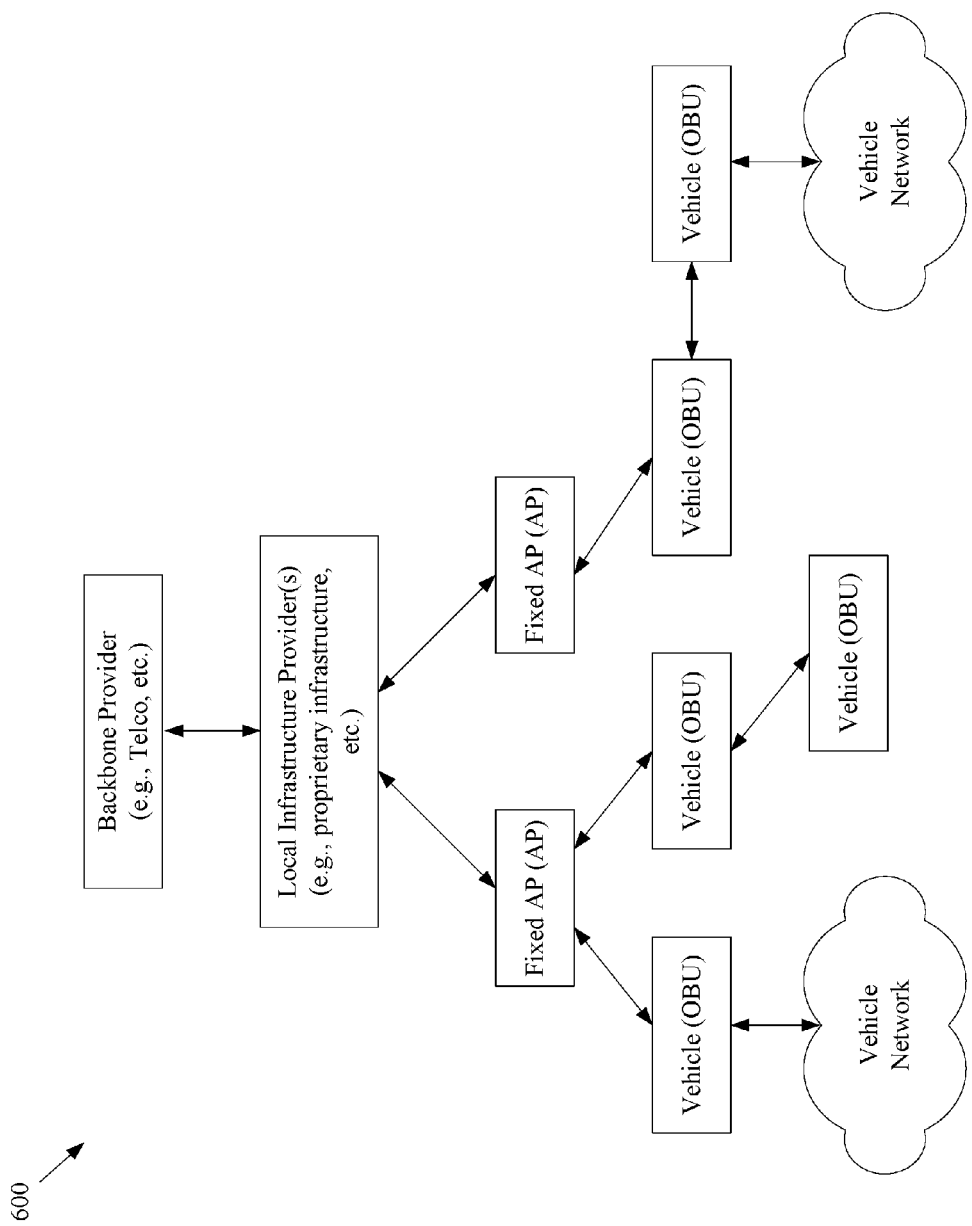 600
Backbone Provider
(e.g., Telco, etc.)
Local Infrastructure Provider(s)
(e.g., proprietary infrastructure,
etc.)
Fixed AP (AP)
Fixed AP (AP)
Vehicle (OBU)
Vehicle (OBU)
Vehicle (OBU)
Vehicle (OBU)
Vehicle
Network
Vehicle (OBU)
Vehicle
Network